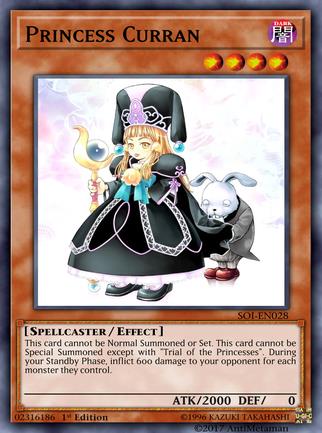 Princess Curran
DARK
闇
SOI-EN028
[Spellcaster / Effect]
This card cannot be Normal Summoned or Set. This card cannot be
Special Summoned except with "Trial of the Princesses". During
your Standby Phase, inflict 600 damage to your opponent for each
monster they control.
ATK/2000 DEF/ 0
02316186 1st Edition ©1996 KAZUKI TAKAHASHI
©2017 AntiMetaman